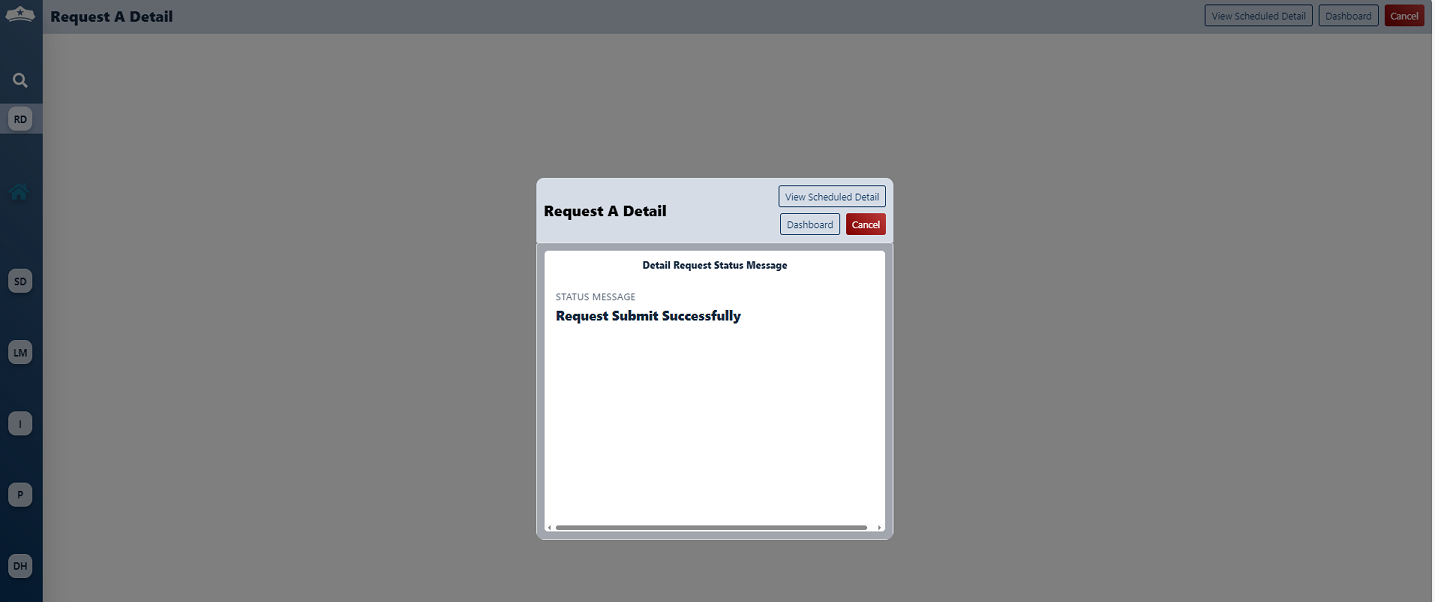 Request A Detail
View Scheduled Detail
Dashboard
Cancel
RD
SD
LM
I
P
DH
Request A Detail
View Scheduled Detail
Dashboard
Cancel
Detail Request Status Message
STATUS MESSAGE
Request Submit Successfully